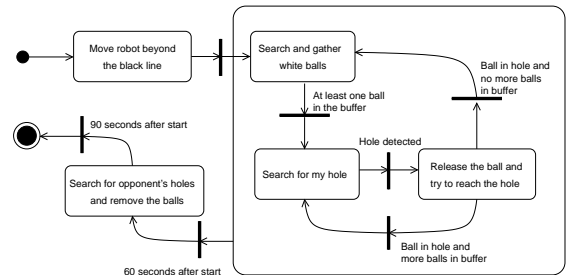 Move robot beyond
the black line
Search and gather
white balls
Ball in hole and
no more balls
in buffer
At least one ball
in the buffer
90 seconds after start
Hole detected
Search for my hole
Release the ball and
try to reach the hole
Search for opponent's holes
and remove the balls
Ball in hole and
more balls in buffer
60 seconds after start